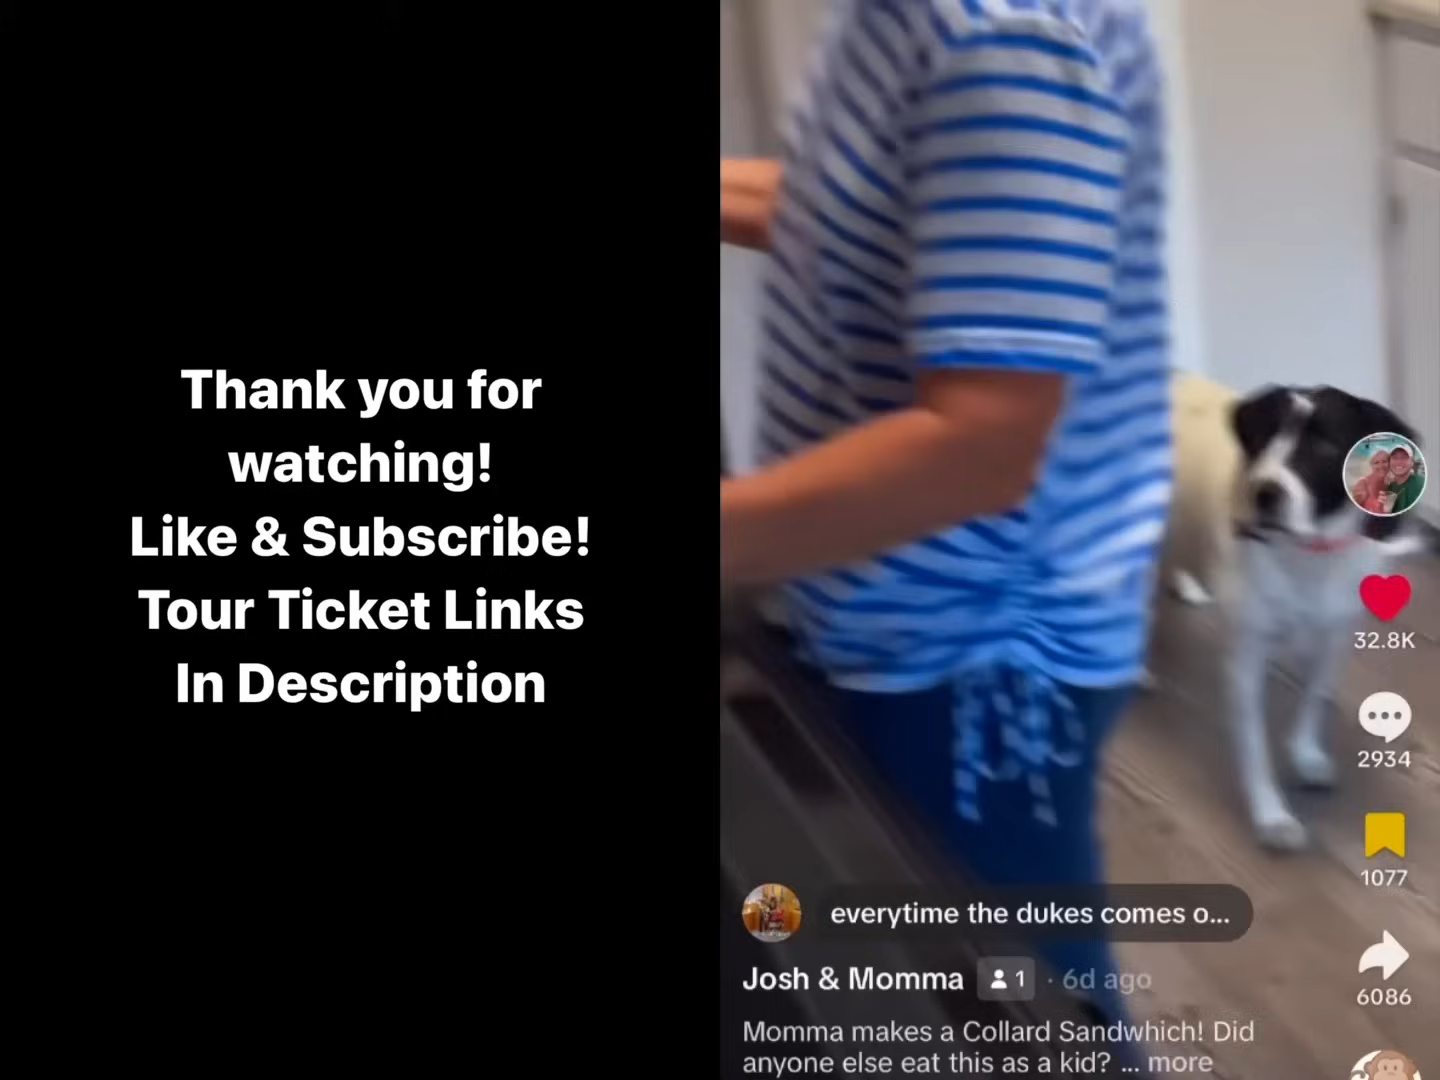 Thank you for
watching!
Like & Subscribe!
Tour Ticket Links
In Description
32.8K
2934
1077
6086
everytime the dukes comes o...
Josh & Momma 1 · 6d ago
Momma makes a Collard Sandwhich! Did
anyone else eat this as a kid? ... more